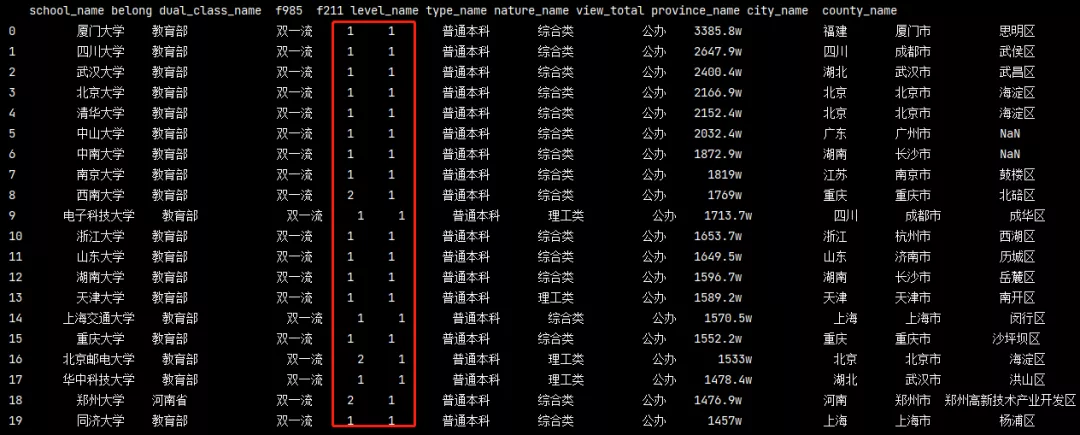 school_name belong dual_class_name f985 f211 level_name type_name nature_name view_total province_name city_name county_name
0 厦门大学 教育部 双一流 1 1 普通本科 综合类 公办 3385.8w 福建 厦门市 思明区
1 四川大学 教育部 双一流 1 1 普通本科 综合类 公办 2647.9w 四川 成都市 武侯区
2 武汉大学 教育部 双一流 1 1 普通本科 综合类 公办 2400.4w 湖北 武汉市 武昌区
3 北京大学 教育部 双一流 1 1 普通本科 综合类 公办 2166.9w 北京 北京市 海淀区
4 清华大学 教育部 双一流 1 1 普通本科 综合类 公办 2152.4w 北京 北京市 海淀区
5 中山大学 教育部 双一流 1 1 普通本科 综合类 公办 2032.4w 广东 广州市 NaN
6 中南大学 教育部 双一流 1 1 普通本科 综合类 公办 1872.9w 湖南 长沙市 NaN
7 南京大学 教育部 双一流 1 1 普通本科 综合类 公办 1819w 江苏 南京市 鼓楼区
8 西南大学 教育部 双一流 2 1 普通本科 综合类 公办 1769w 重庆 重庆市 北碚区
9 电子科技大学 教育部 双一流 1 1 普通本科 理工类 公办 1713.7w 四川 成都市 成华区
10 浙江大学 教育部 双一流 1 1 普通本科 综合类 公办 1653.7w 浙江 杭州市 西湖区
11 山东大学 教育部 双一流 1 1 普通本科 综合类 公办 1649.5w 山东 济南市 历城区
12 湖南大学 教育部 双一流 1 1 普通本科 综合类 公办 1596.7w 湖南 长沙市 岳麓区
13 天津大学 教育部 双一流 1 1 普通本科 理工类 公办 1589.2w 天津 天津市 南开区
14 上海交通大学 教育部 双一流 1 1 普通本科 综合类 公办 1570.5w 上海 上海市 闵行区
15 重庆大学 教育部 双一流 1 1 普通本科 综合类 公办 1552.2w 重庆 重庆市 沙坪坝区
16 北京邮电大学 教育部 双一流 2 1 普通本科 理工类 公办 1533w 北京 北京市 海淀区
17 华中科技大学 教育部 双一流 1 1 普通本科 理工类 公办 1478.4w 湖北 武汉市 洪山区
18 郑州大学 河南省 双一流 2 1 普通本科 综合类 公办 1476.9w 河南 郑州市 郑州高新技术产业开发区
19 同济大学 教育部 双一流 1 1 普通本科 综合类 公办 1457w 上海 上海市 杨浦区